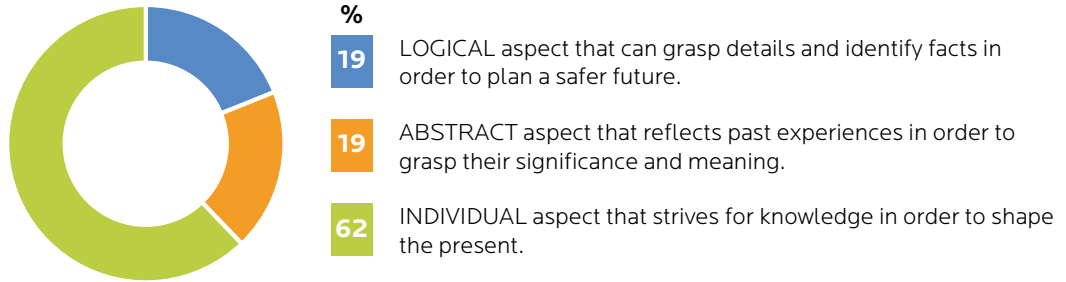 %
19
LOGICAL aspect that can grasp details and identify facts in
order to plan a safer future.
19
ABSTRACT aspect that reflects past experiences in order to
grasp their significance and meaning.
62
INDIVIDUAL aspect that strives for knowledge in order to shape
the present.